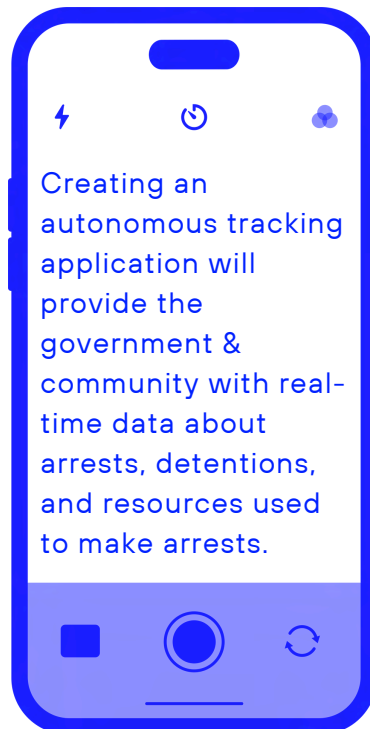 Creating an
autonomous tracking
application will
provide the
government &
community with real-
time data about
arrests, detentions,
and resources used
to make arrests.